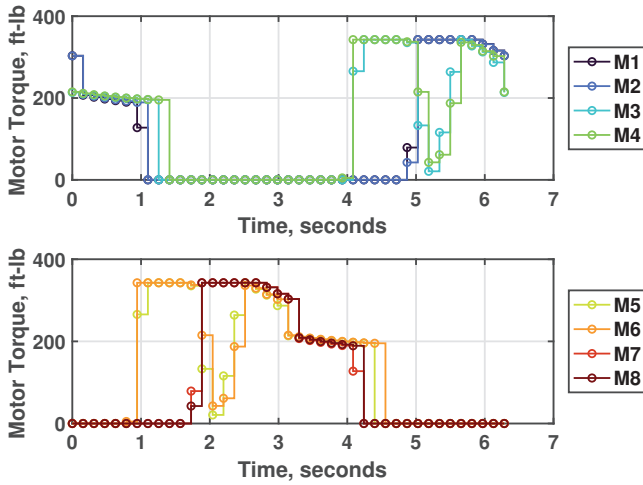 Motor Torque, ft-lb
400
200
0
0 1 2 3 4 5 6 7
Time, seconds
M1
M2
M3
M4
Motor Torque, ft-lb
400
200
0
0 1 2 3 4 5 6 7
Time, seconds
M5
M6
M7
M8